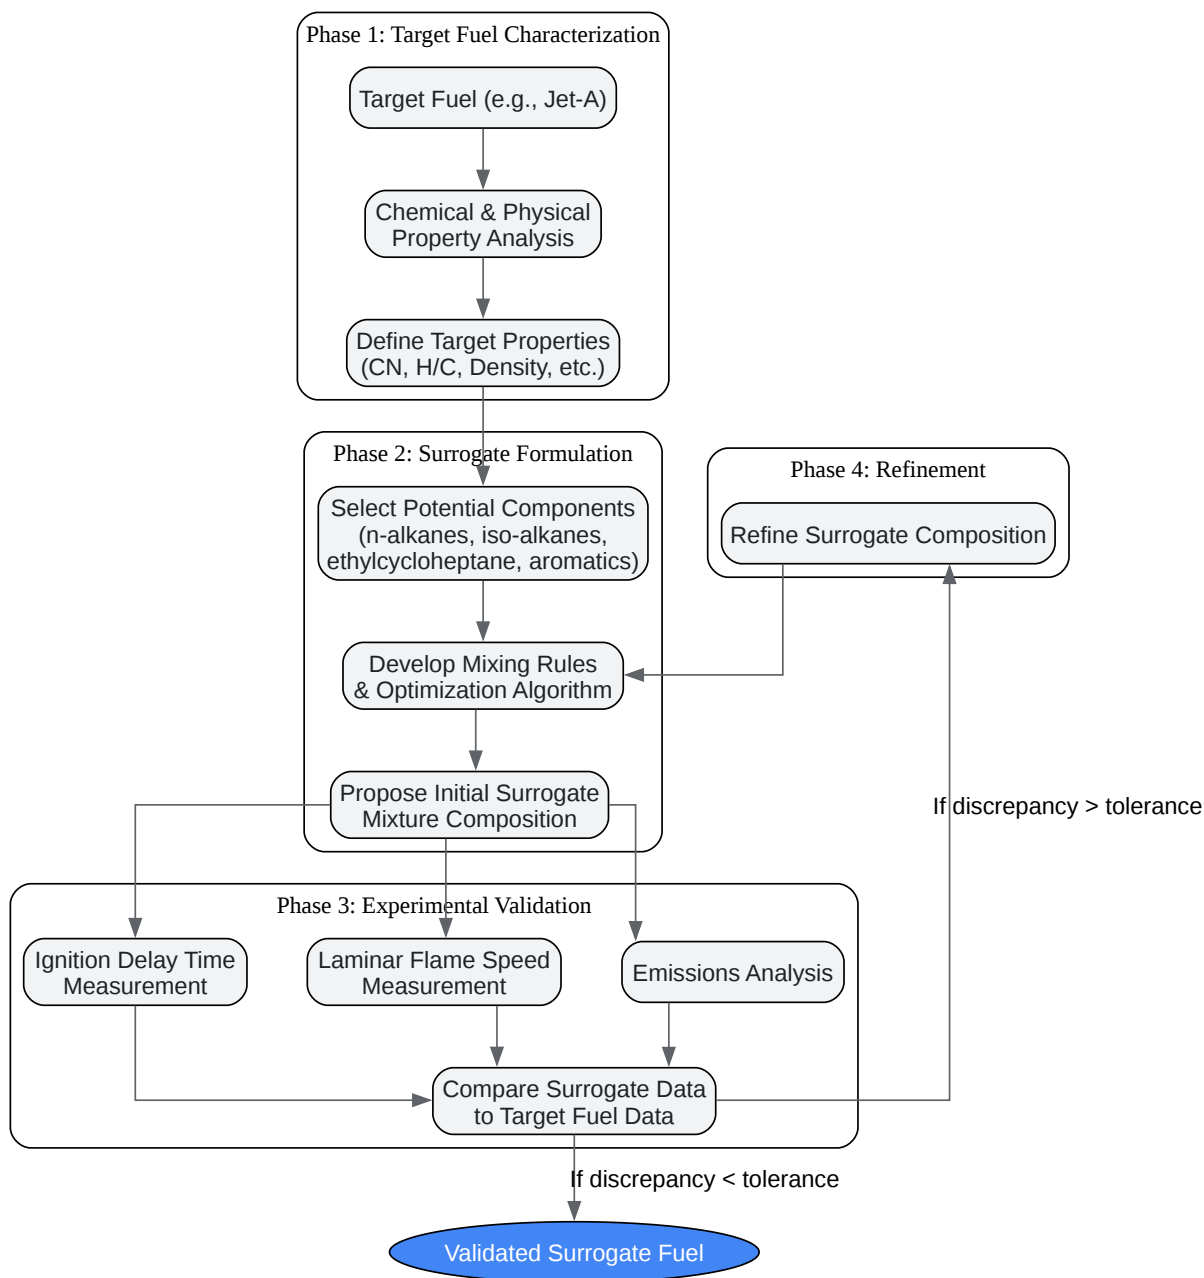 Phase 1: Target Fuel Characterization
Target Fuel (e.g., Jet-A)
Chemical & Physical
Property Analysis
Define Target Properties
(CN, H/C, Density, etc.)
Phase 2: Surrogate Formulation
Select Potential Components
(n-alkanes, iso-alkanes,
ethylcycloheptane, aromatics)
Develop Mixing Rules
& Optimization Algorithm
Propose Initial Surrogate
Mixture Composition
Phase 4: Refinement
Refine Surrogate Composition
If discrepancy > tolerance
Phase 3: Experimental Validation
Ignition Delay Time
Measurement
Laminar Flame Speed
Measurement
Emissions Analysis
Compare Surrogate Data
to Target Fuel Data
If discrepancy < tolerance
Validated Surrogate Fuel